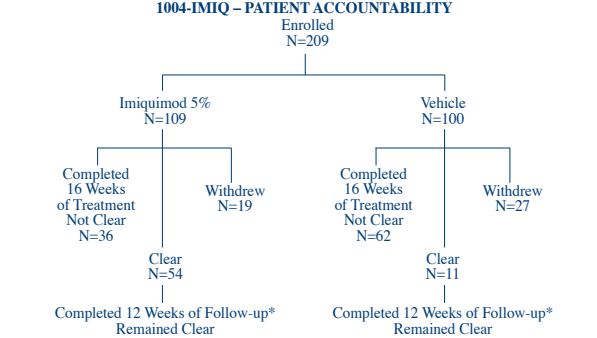 1004-IMIQ – PATIENT ACCOUNTABILITY
Enrolled
N=209
Imiquimod 5%
N=109
Vehicle
N=100
Completed
16 Weeks
of Treatment
Not Clear
N=36
Withdrew
N=19
Clear
N=54
Completed 12 Weeks of Follow-up*
Remained Clear
Completed
16 Weeks
of Treatment
Not Clear
N=62
Withdrew
N=27
Clear
N=11
Completed 12 Weeks of Follow-up*
Remained Clear